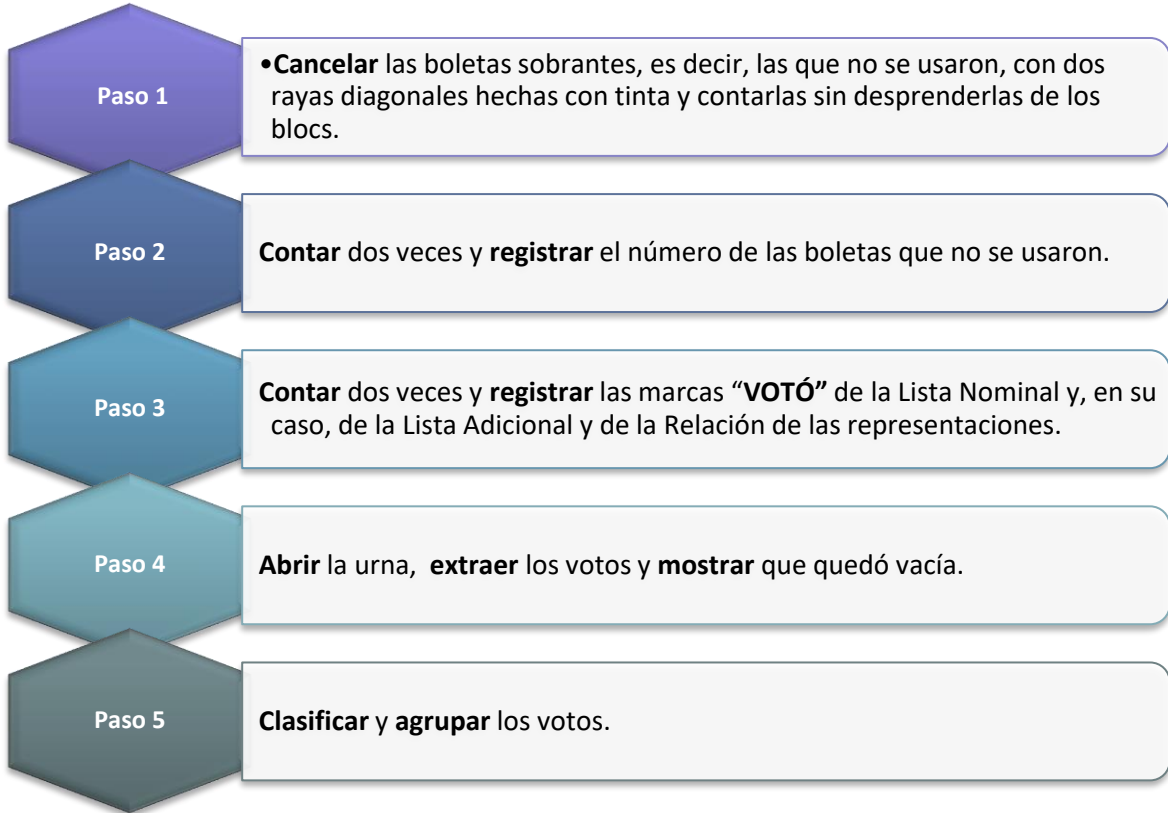 Paso 1
•Cancelar las boletas sobrantes, es decir, las que no se usaron, con dos
rayas diagonales hechas con tinta y contarlas sin desprenderlas de los
blocs.
Paso 2
Contar dos veces y registrar el número de las boletas que no se usaron.
Paso 3
Contar dos veces y registrar las marcas “VOTÓ” de la Lista Nominal y, en su
caso, de la Lista Adicional y de la Relación de las representaciones.
Paso 4
Abrir la urna, extraer los votos y mostrar que quedó vacía.
Paso 5
Clasificar y agrupar los votos.